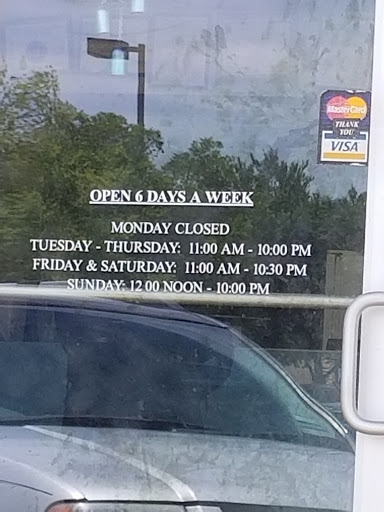 MasterCard
THANK
YOU
VISA
OPEN 6 DAYS A WEEK
MONDAY CLOSED
TUESDAY - THURSDAY: 11:00 AM - 10:00 PM
FRIDAY & SATURDAY: 11:00 AM - 10:30 PM
SUNDAY: 12 00 NOON - 10:00 PM